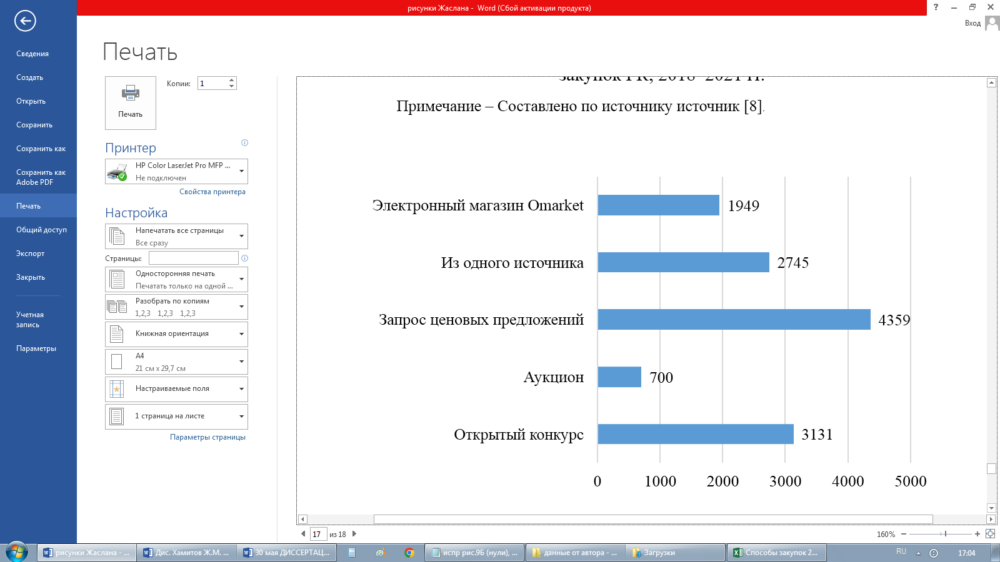 рисунки Жаслана - Word (Сбой активации продукта)
?
Вход
Сведения
Создать
Открыть
Сохранить
Сохранить как
Сохранить как
Adobe PDF
Печать
Общий доступ
Экспорт
Закрыть
Учетная
запись
Параметры
Печать
Печать
Копии: 1
Принтер
HP Color LaserJet Pro MFP ...
Не подключен
Свойства принтера
Настройка
Напечатать все страницы
Все сразу
Страницы:
Односторонняя печать
Печатать только на одной ...
Разобрать по копиям
1,2,3 1,2,3 1,2,3
Книжная ориентация
A4
21 см x 29,7 см
Настраиваемые поля
1 страница на листе
Параметры страницы
закупок РК, 2018–2021 гг.
Примечание – Составлено по источнику источник [8].
Электронный магазин Omarket 1949
Из одного источника 2745
Запрос ценовых предложений 4359
Аукцион 700
Открытый конкурс 3131
0 1000 2000 3000 4000 5000
17 из 18
160%
рисунки Жаслана - ...
Дис. Хамитов Ж.М. ...
30 мая ДИССЕРТАЦ...
испр рис.9Б (нули), ...
данные от автора - ...
Загрузки
Способы закупок 2...
RU
17:04